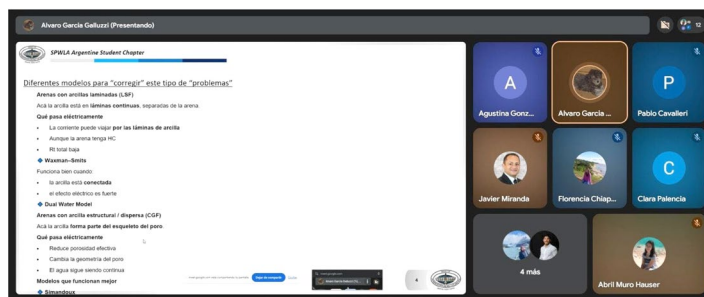 Alvaro Garcia Galluzzi (Presentando)
12
SPWLA Argentine Student Chapter
Diferentes modelos para "corregir" este tipo de "problemas"
Arenas con arcillas laminadas (LSF)
Acá la arcilla está en láminas continuas, separadas de la arena.
Qué pasa eléctricamente
• La corriente puede viajar por las láminas de arcilla
• Aunque la arena tenga HC
• Rt total baja
Waxman–Smits
Funciona bien cuando:
• la arcilla está conectada
• el efecto eléctrico es fuerte
Dual Water Model
Arenas con arcilla estructural / dispersa (CGF)
Acá la arcilla forma parte del esqueleto del poro
Qué pasa eléctricamente
• Reduce porosidad efectiva
• Cambia la geometría del poro
• El agua sigue siendo continua
Modelos que funcionan mejor
Simandoux
A
Agustina Gonz...
Alvaro Garcia ...
P
Pablo Cavalleri
Javier Miranda
Florencia Chiap...
C
Clara Palencia
4 más
Abril Muro Hauser